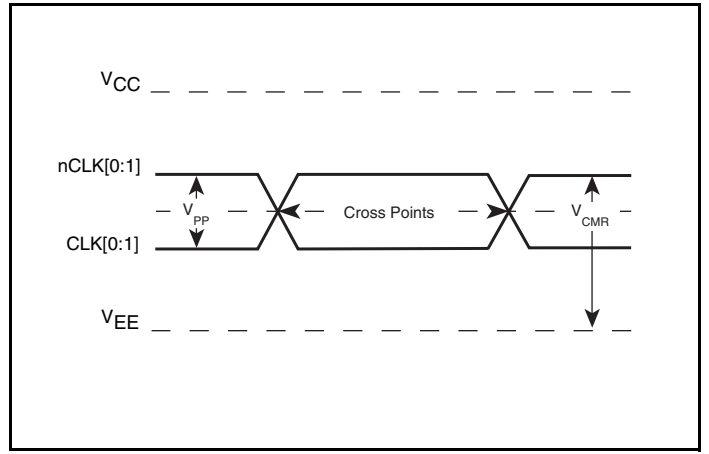 VCC
nCLK[0:1]
VPP
Cross Points
VCMR
CLK[0:1]
VEE